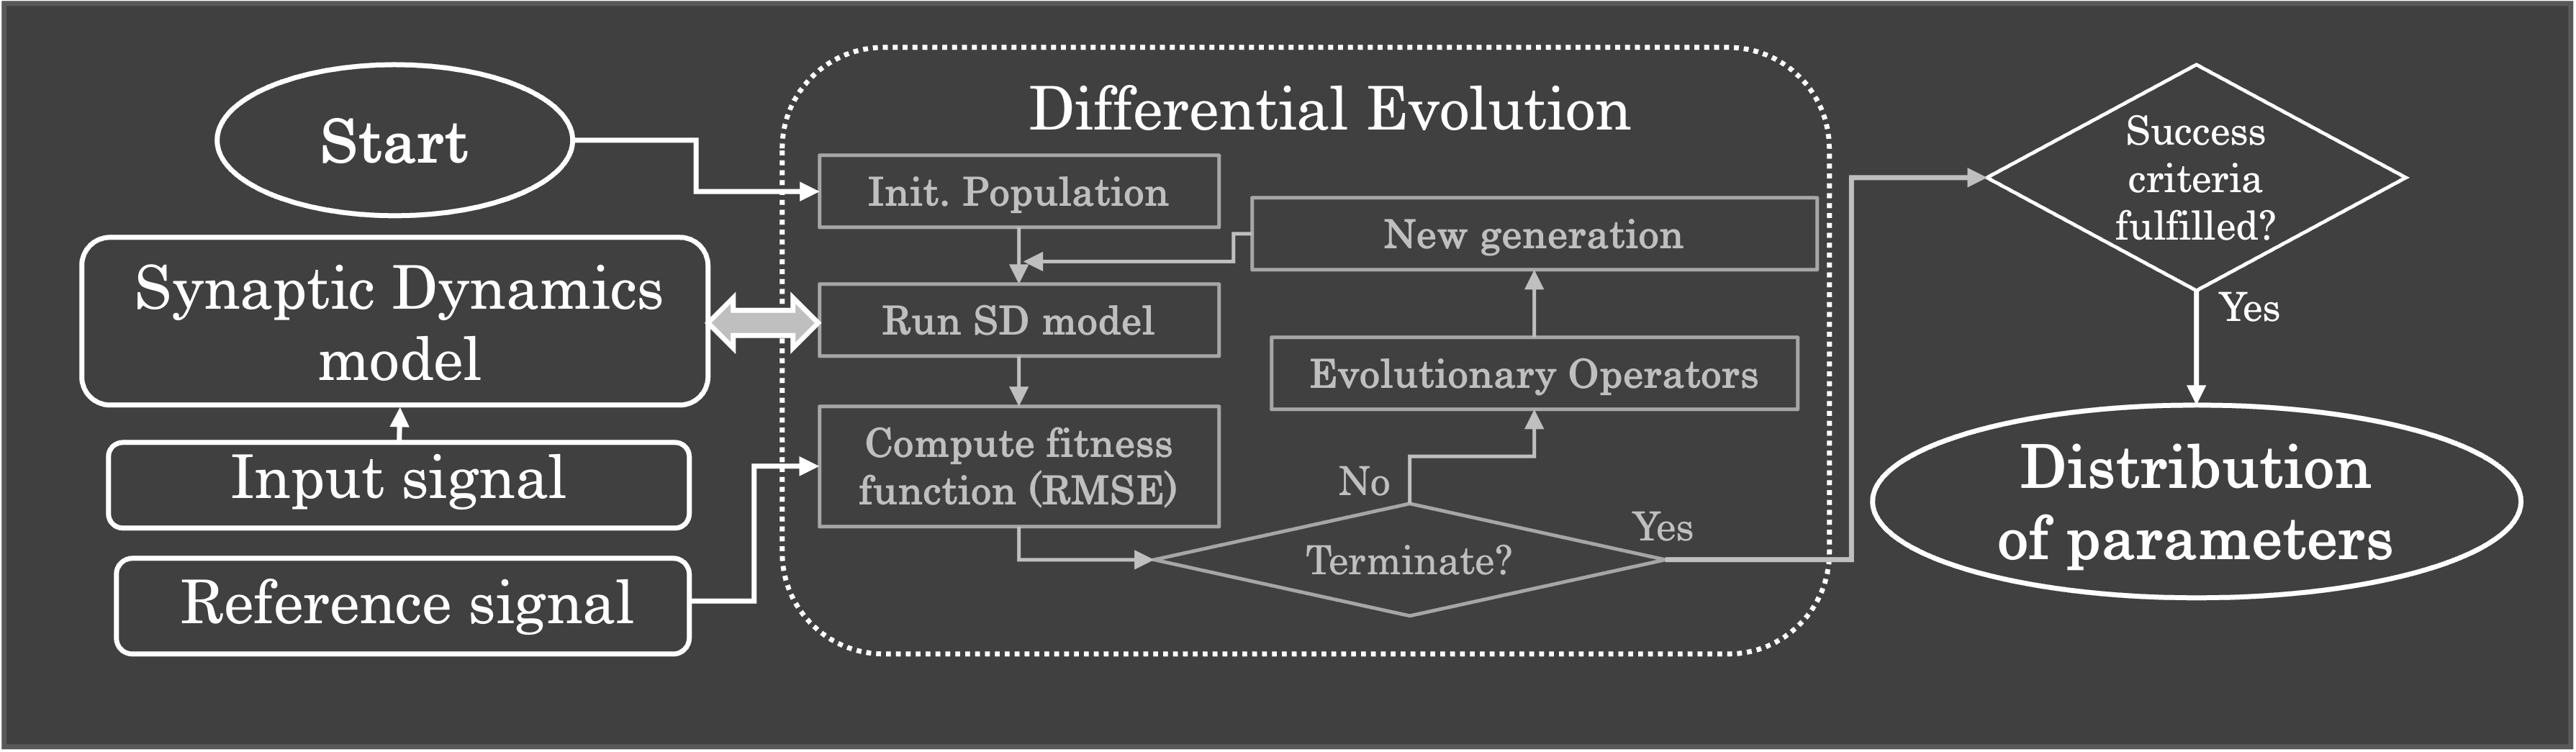 Start
Synaptic Dynamics
model
Input signal
Reference signal
Differential Evolution
Init. Population
Run SD model
Compute fitness
function (RMSE)
New generation
Evolutionary Operators
No
Terminate?
Yes
Success
criteria
fulfilled?
Yes
Distribution
of parameters